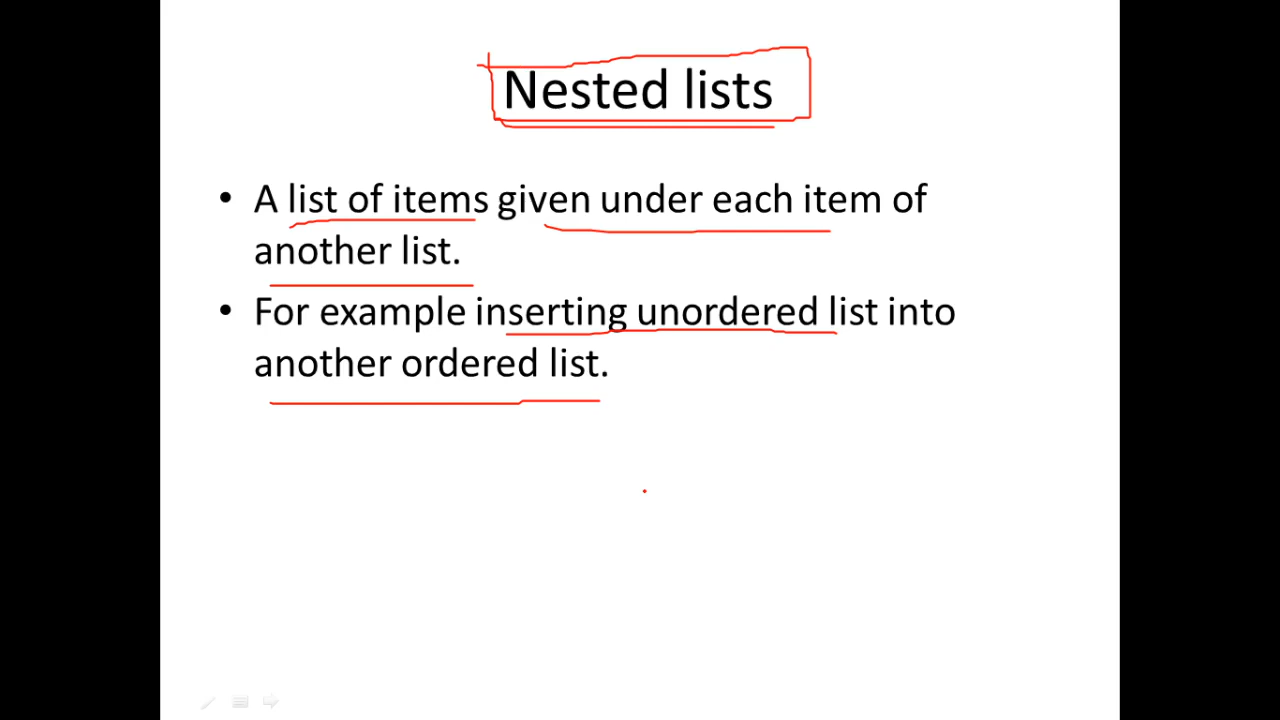 Nested lists
• A list of items given under each item of
another list.
• For example inserting unordered list into
another ordered list.